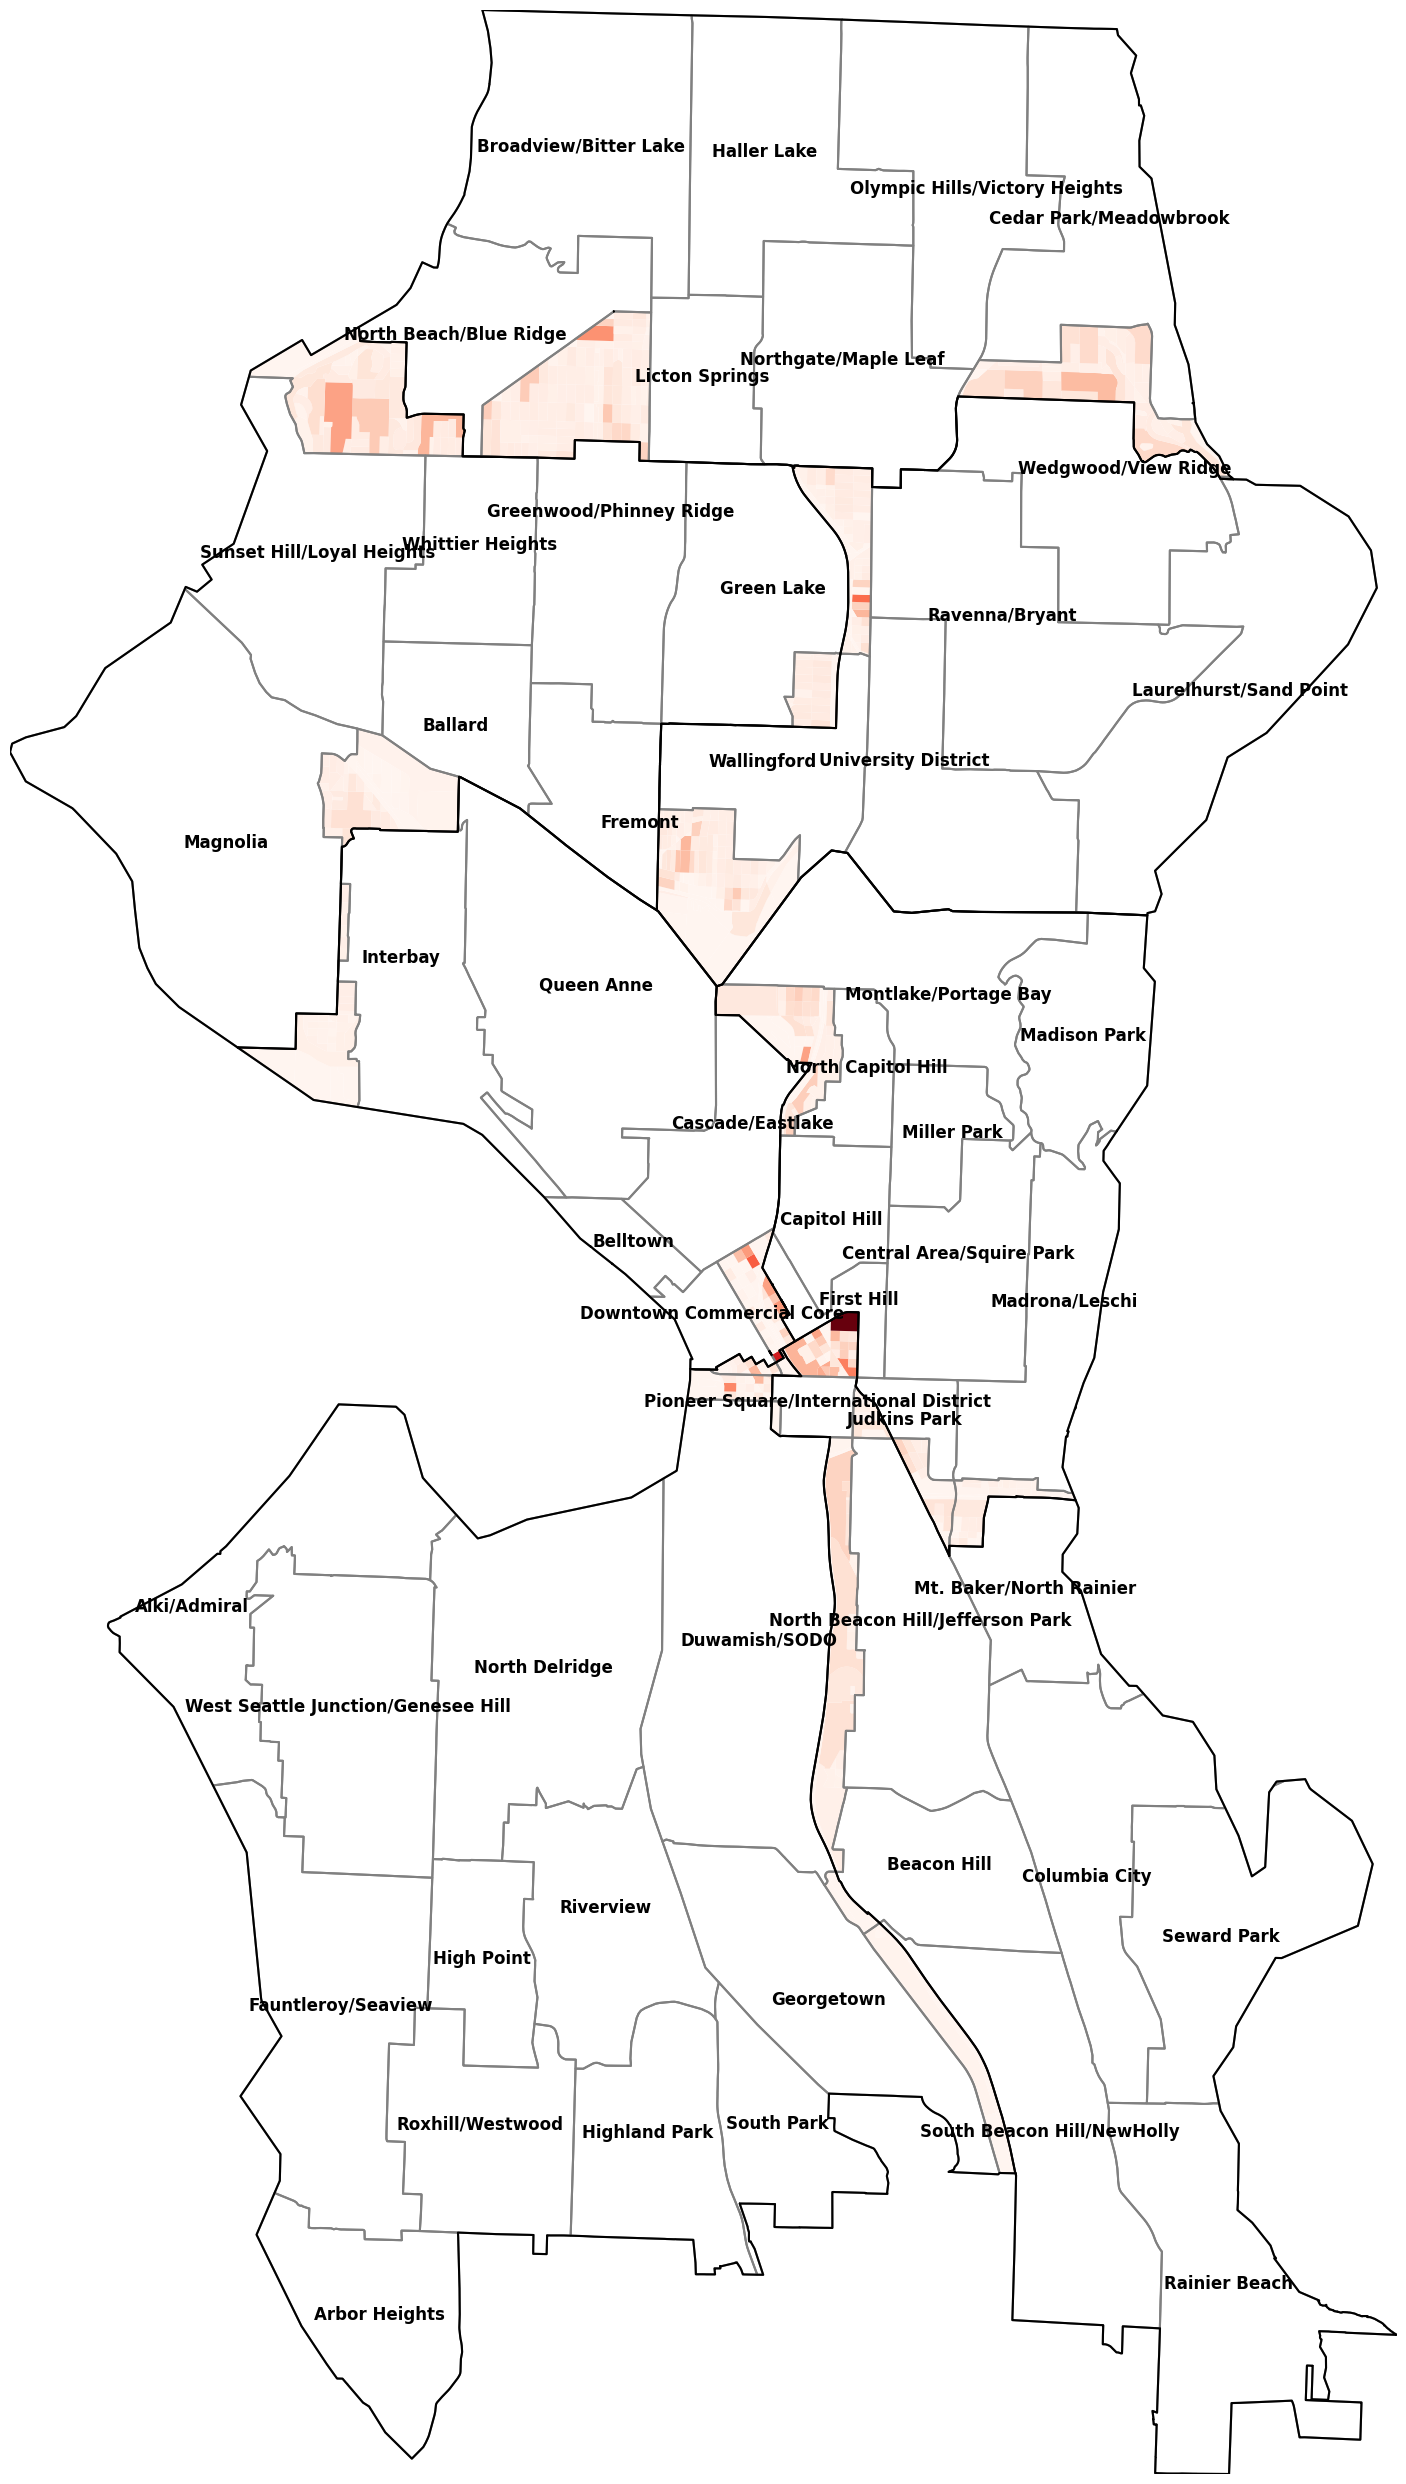 Broadview/Bitter Lake
Haller Lake
Olympic Hills/Victory Heights
Cedar Park/Meadowbrook
North Beach/Blue Ridge
Northgate/Maple Leaf
Licton Springs
Wedgwood/View Ridge
Greenwood/Phinney Ridge
Whittier Heights
Sunset Hill/Loyal Heights
Green Lake
Ravenna/Bryant
Laurelhurst/Sand Point
Ballard
Wallingford
University District
Fremont
Magnolia
Interbay
Queen Anne
Montlake/Portage Bay
Madison Park
North Capitol Hill
Cascade/Eastlake
Miller Park
Capitol Hill
Belltown
Central Area/Squire Park
First Hill
Madrona/Leschi
Downtown Commercial Core
Pioneer Square/International District
Judkins Park
Mt. Baker/North Rainier
Alki/Admiral
North Beacon Hill/Jefferson Park
Duwamish/SODO
North Delridge
West Seattle Junction/Genesee Hill
Beacon Hill
Columbia City
Riverview
Seward Park
High Point
Georgetown
Fauntleroy/Seaview
Roxhill/Westwood
South Park
Highland Park
South Beacon Hill/NewHolly
Rainier Beach
Arbor Heights